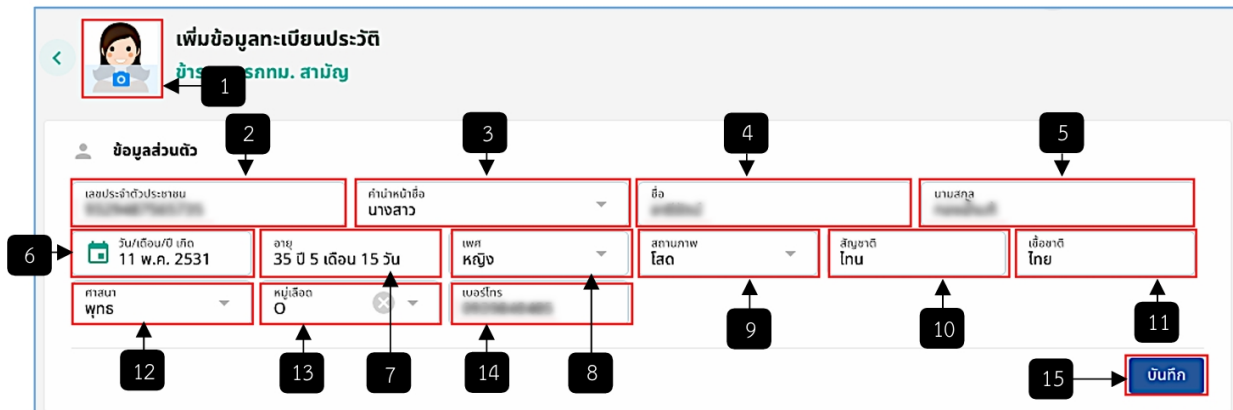 เพิ่มข้อมูลทะเบียนประวัติ
ข้ารกทม. สามัญ
1
2
3
4
5
ข้อมูลส่วนตัว
เลขประจำตัวประชาชน
คำนำหน้าชื่อ
นางสาว
ชื่อ
นามสกุล
6
วัน/เดือน/ปี เกิด
11 พ.ค. 2531
อายุ
35 ปี 5 เดือน 15 วัน
เพศ
หญิง
สถานภาพ
โสด
สัญชาติ
ไทน
เชื้อชาติ
ไทย
ศาสนา
พุทธ
หมู่เลือด
O
เบอร์โทร
9
10
11
12
13
7
14
8
15
บันทึก